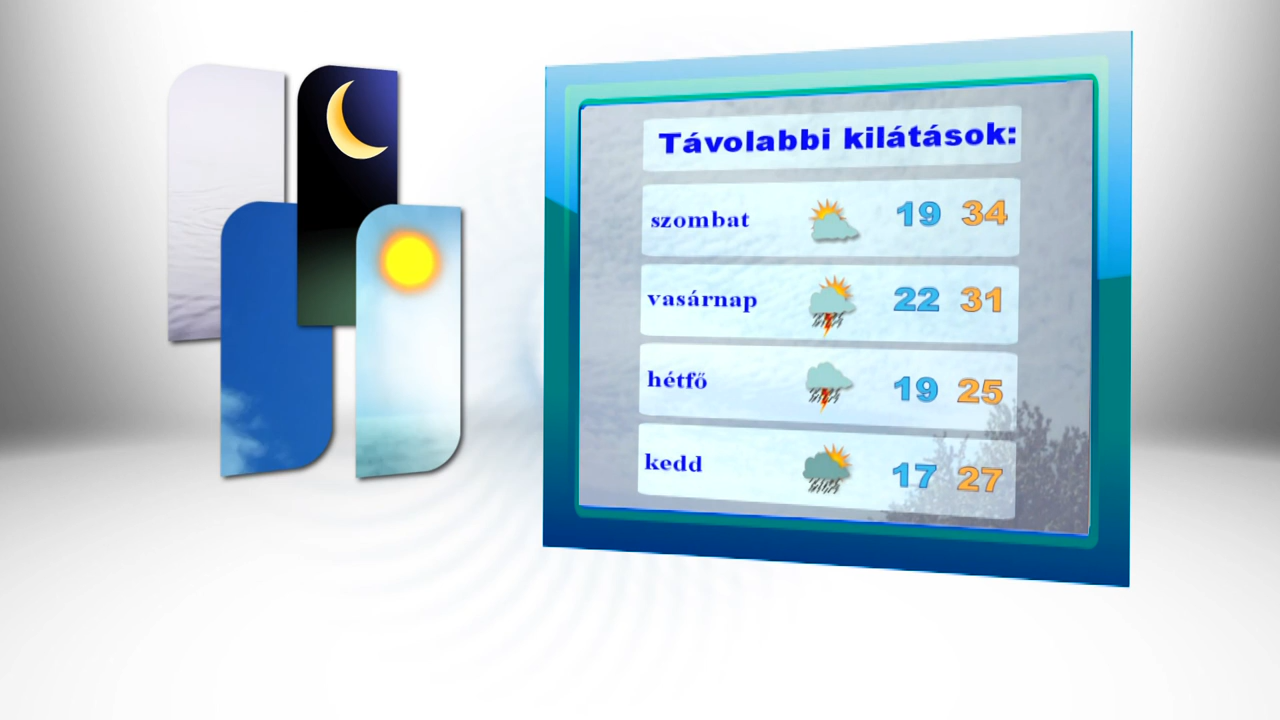 Távolabbi kilátások:
szombat 19 34
vasárnap 22 31
hétfő 19 25
kedd 17 27